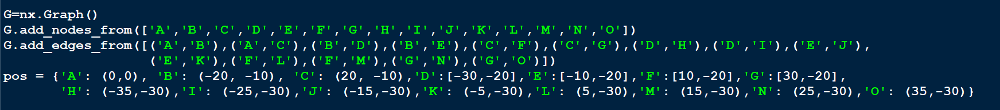 G=nx.Graph()
G.add_nodes_from(['A','B','C','D','E','F','G','H','I','J','K','L','M','N','O'])
G.add_edges_from([('A','B'),('A','C'),('B','D'),('B','E'),('C','F'),('C','G'),('D','H'),('D','I'),('E','J'),
('E','K'),('F','L'),('F','M'),('G','N'),('G','O')])
pos = {'A': (0,0), 'B': (-20, -10), 'C': (20, -10),'D':[-30,-20],'E':[-10,-20],'F':[10,-20],'G':[30,-20],
'H': (-35,-30),'I': (-25,-30),'J': (-15,-30),'K': (-5,-30),'L': (5,-30),'M': (15,-30),'N': (25,-30),'O': (35,-30)}